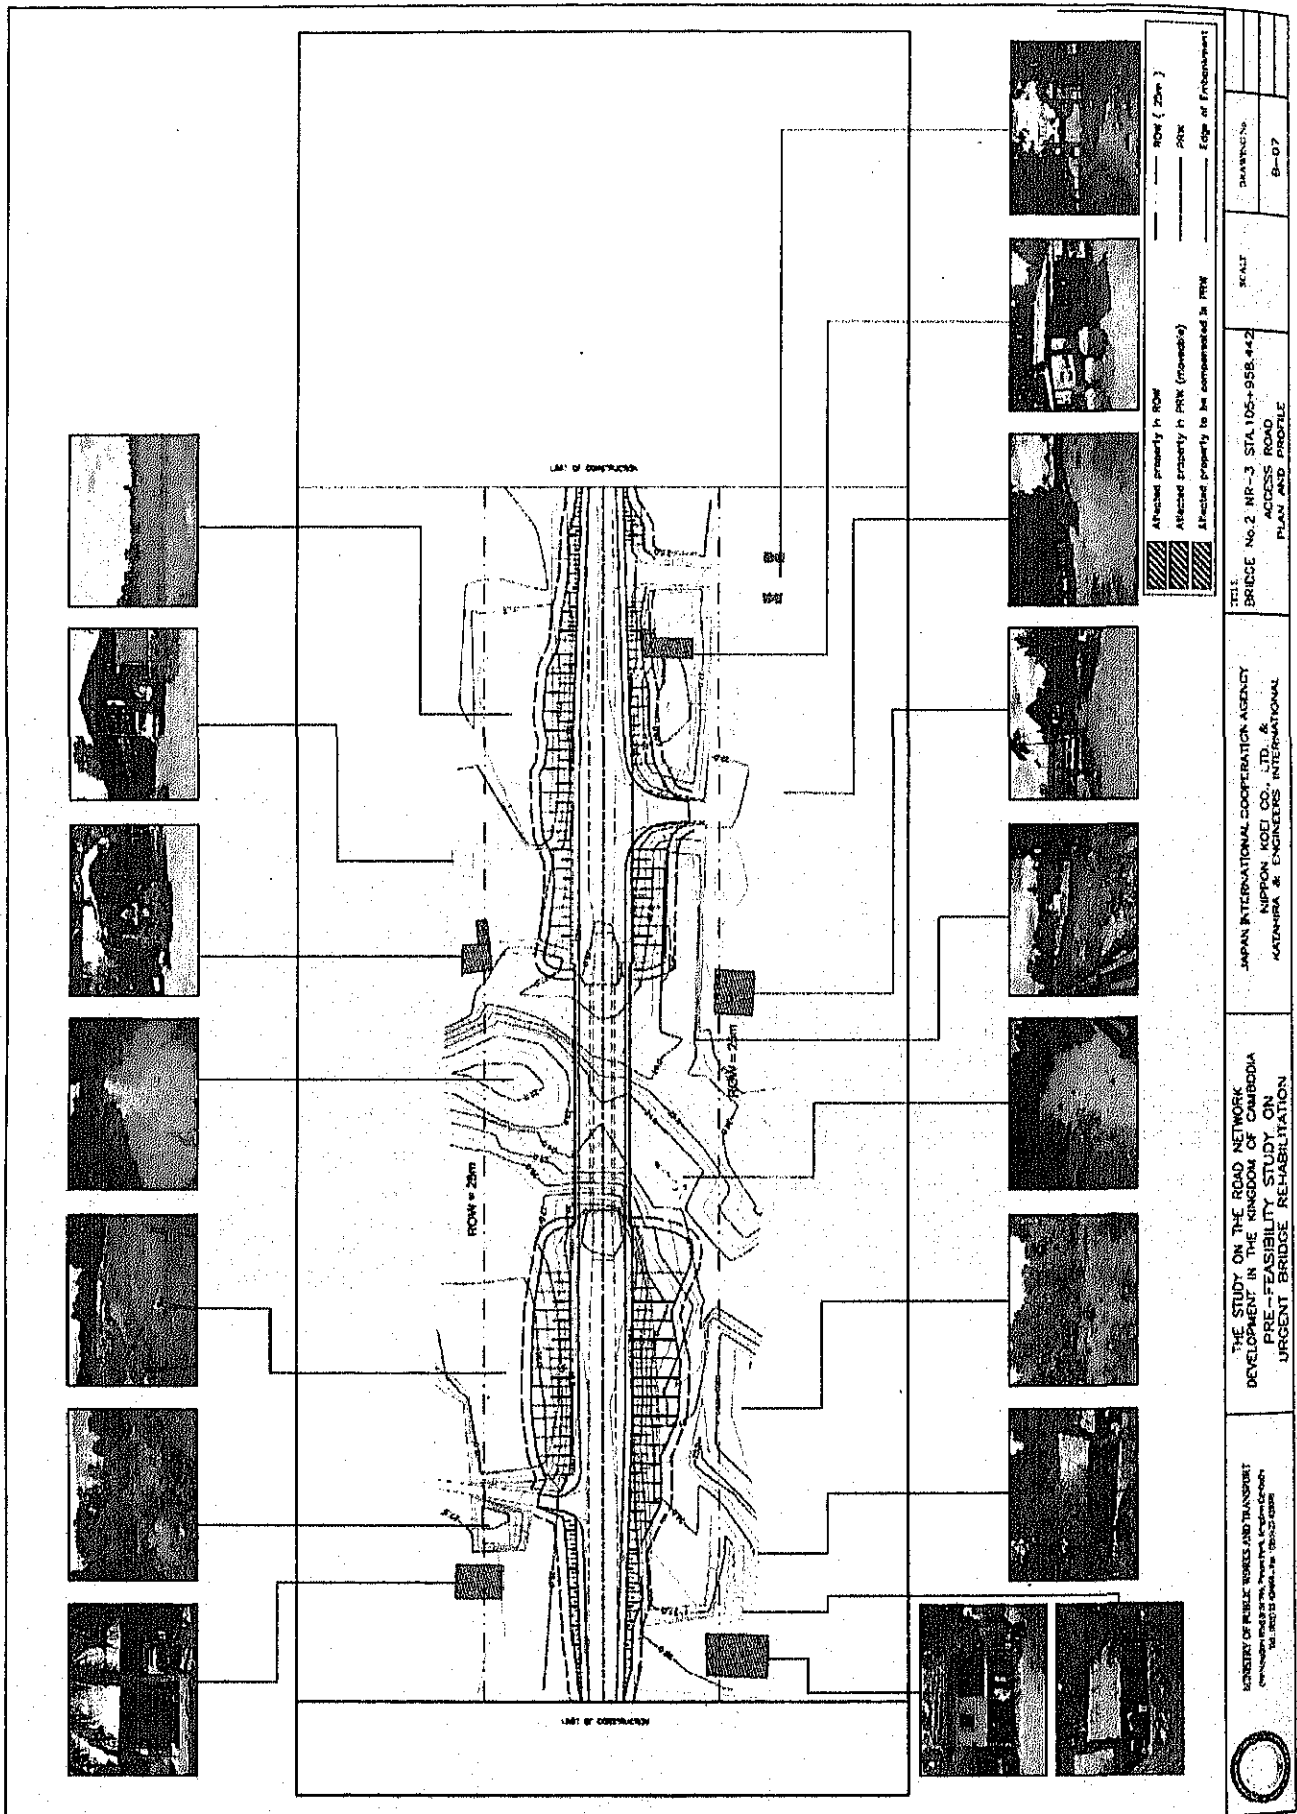 MINISTRY OF PUBLIC WORKS AND TRANSPORT
THE STUDY ON THE ROAD NETWORK
DEVELOPMENT IN THE KINGDOM OF CAMBODIA
PRE-FEASIBILITY STUDY ON
URGENT BRIDGE REHABILITATION
JAPAN INTERNATIONAL COOPERATION AGENCY
NIPPON KOEI CO., LTD. &
KATAHIRA & ENGINEERS INTERNATIONAL
TITLE
BRIDGE No.2 NR-3 STA.105+958.442
ACCESS ROAD
PLAN AND PROFILE
SCALE
DRAWING No.
B-07
Affected property in ROW
Affected property in PRW (moveable)
Affected property to be compensated in PRW
ROW ( 25m )
PRW
Edge of Embankment
LIMIT OF CONSTRUCTION
ROW = 25m
ROW = 25m
LIMIT OF CONSTRUCTION